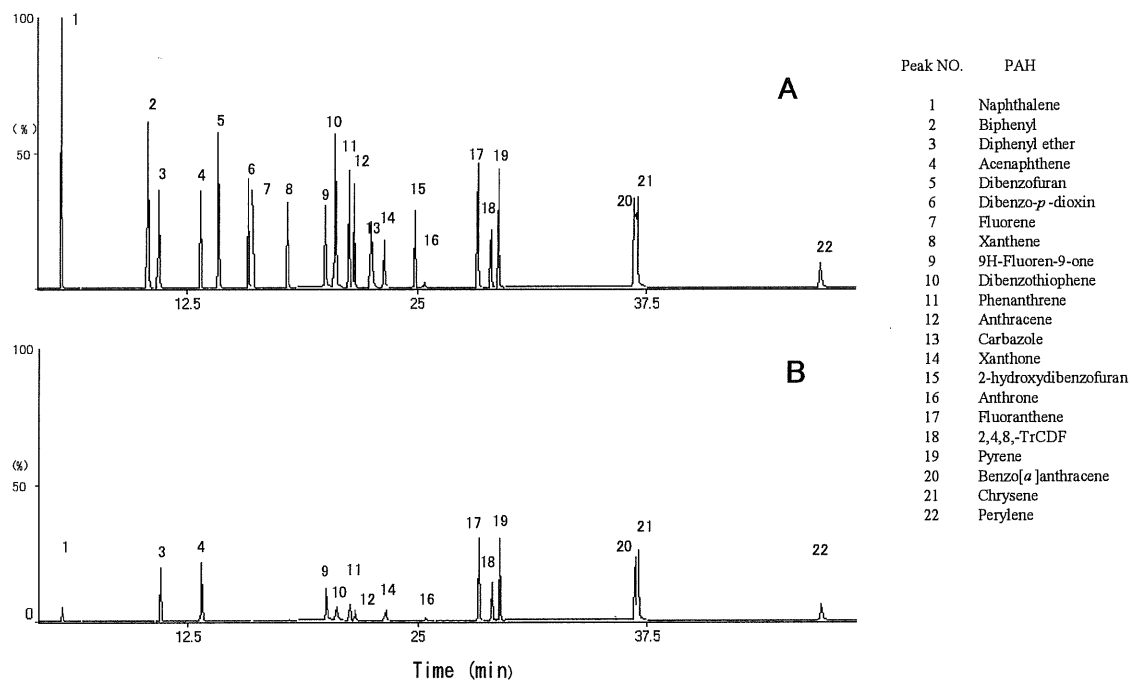 100
(%)
50
A
1
2
3
4
5
6
7
8
9
10
11
12
13
14
15
16
17
18
19
20
21
22
12.5
25
37.5
100
(%)
50
0
B
1
3
4
9
10
11
12
14
16
17
18
19
20
21
22
12.5
25
37.5
Time (min)
Peak NO. PAH
1 Naphthalene
2 Biphenyl
3 Diphenyl ether
4 Acenaphthene
5 Dibenzofuran
6 Dibenzo-p-dioxin
7 Fluorene
8 Xanthene
9 9H-Fluoren-9-one
10 Dibenzothiophene
11 Phenanthrene
12 Anthracene
13 Carbazole
14 Xanthone
15 2-hydroxydibenzofuran
16 Anthrone
17 Fluoranthene
18 2,4,8,-TrCDF
19 Pyrene
20 Benzo[a]anthracene
21 Chrysene
22 Perylene